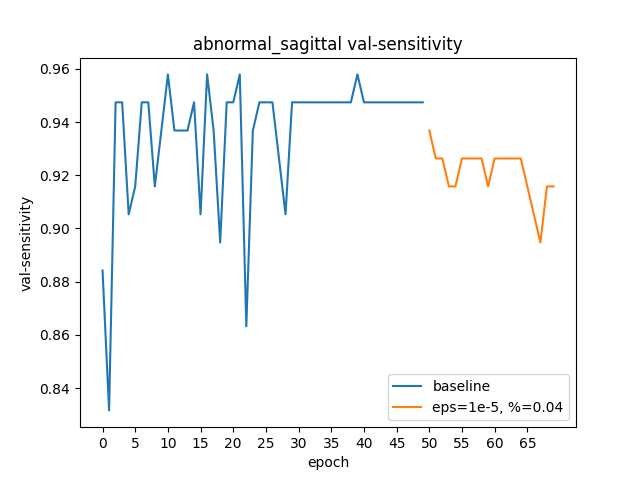 abnormal_sagittal val-sensitivity
0.96
0.94
0.92
0.90
0.88
0.86
0.84
val-sensitivity
baseline
eps=1e-5, %=0.04
0 5 10 15 20 25 30 35 40 45 50 55 60 65
epoch